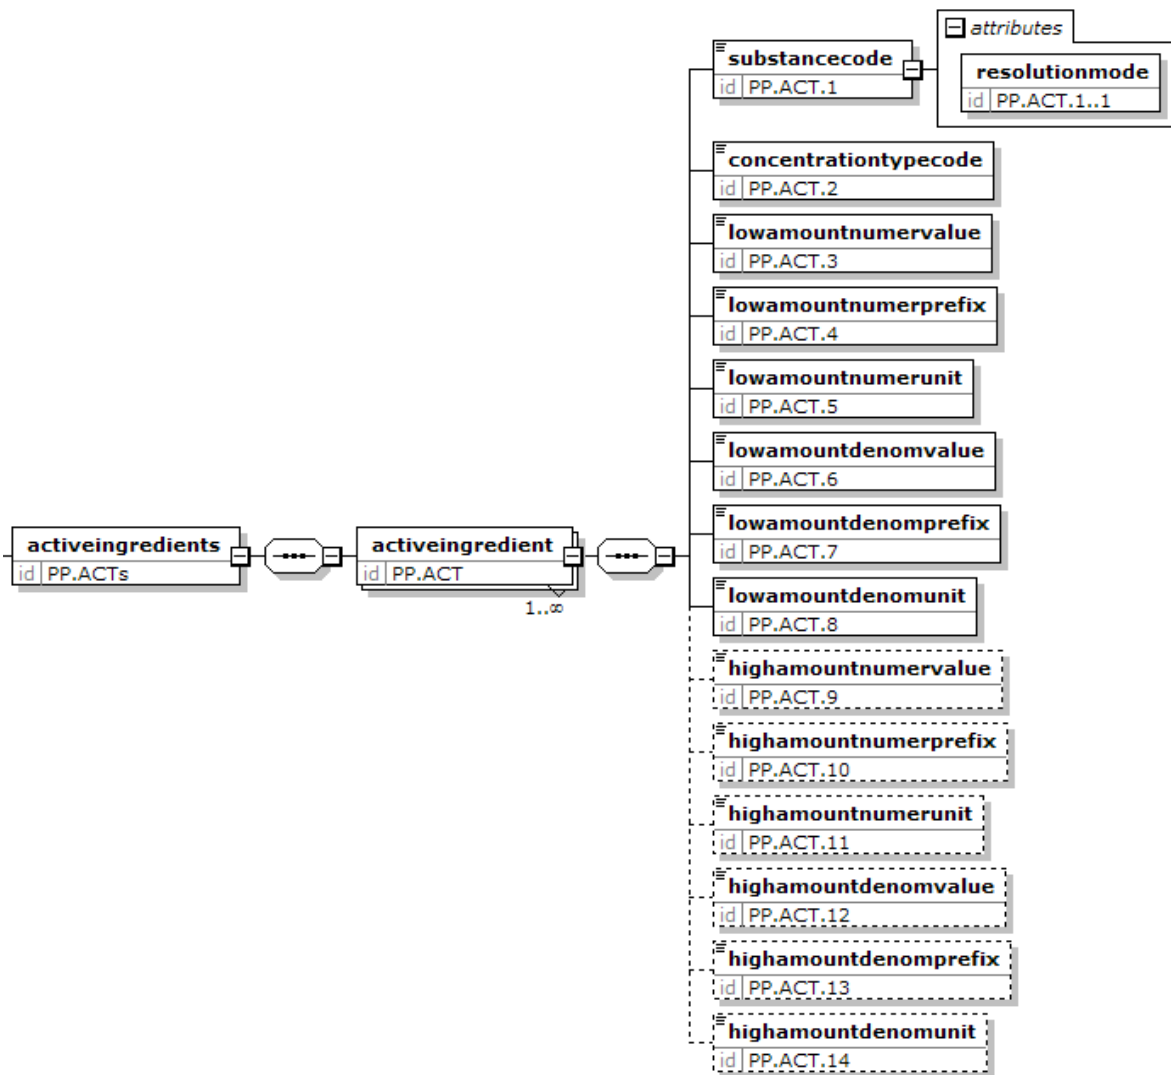 attributes
substancecode
id PP.ACT.1
resolutionmode
id PP.ACT.1..1
concentrationtypecode
id PP.ACT.2
lowamountnumervalue
id PP.ACT.3
lowamountnumerprefix
id PP.ACT.4
lowamountnumerunit
id PP.ACT.5
lowamountdenomvalue
id PP.ACT.6
activeingredients
id PP.ACTs
activeingredient
id PP.ACT
1..∞
lowamountdenomprefix
id PP.ACT.7
lowamountdenomunit
id PP.ACT.8
highamountnumervalue
id PP.ACT.9
highamountnumerprefix
id PP.ACT.10
highamountnumerunit
id PP.ACT.11
highamountdenomvalue
id PP.ACT.12
highamountdenomprefix
id PP.ACT.13
highamountdenomunit
id PP.ACT.14